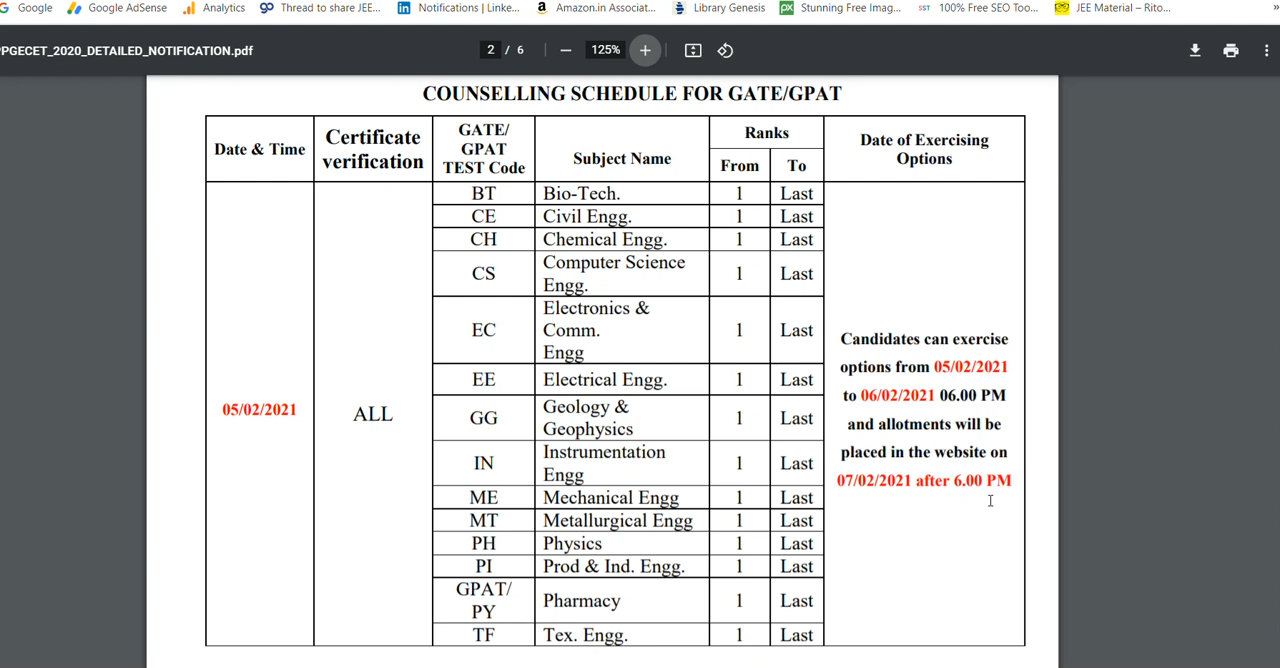 Google
Google AdSense
Analytics
Thread to share JEE...
Notifications | Linke...
Amazon.in Associat...
Library Genesis
Stunning Free Imag...
100% Free SEO Too...
JEE Material – Rito...
PGECET_2020_DETAILED_NOTIFICATION.pdf
2 / 6
125%
COUNSELLING SCHEDULE FOR GATE/GPAT
Date & Time
Certificate
verification
GATE/
GPAT
TEST Code
Subject Name
Ranks
From
To
Date of Exercising
Options
05/02/2021
ALL
BT Bio-Tech. 1 Last
CE Civil Engg. 1 Last
CH Chemical Engg. 1 Last
CS Computer Science 1 Last
Engg.
EC Electronics & 1 Last
Comm.
Engg
EE Electrical Engg. 1 Last
GG Geology & 1 Last
Geophysics
IN Instrumentation 1 Last
Engg
ME Mechanical Engg 1 Last
MT Metallurgical Engg 1 Last
PH Physics 1 Last
PI Prod & Ind. Engg. 1 Last
GPAT/
PY Pharmacy 1 Last
TF Tex. Engg. 1 Last
Candidates can exercise
options from 05/02/2021
to 06/02/2021 06.00 PM
and allotments will be
placed in the website on
07/02/2021 after 6.00 PM